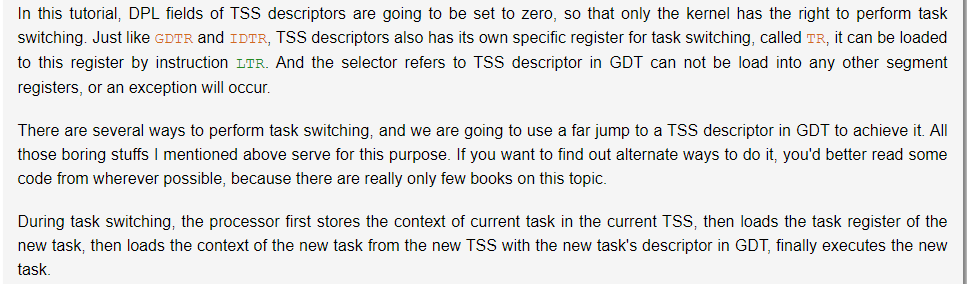 In this tutorial, DPL fields of TSS descriptors are going to be set to zero, so that only the kernel has the right to perform task
switching. Just like GDTR and IDTR, TSS descriptors also has its own specific register for task switching, called TR, it can be loaded
to this register by instruction LTR. And the selector refers to TSS descriptor in GDT can not be load into any other segment
registers, or an exception will occur.
There are several ways to perform task switching, and we are going to use a far jump to a TSS descriptor in GDT to achieve it. All
those boring stuffs I mentioned above serve for this purpose. If you want to find out alternate ways to do it, you'd better read some
code from wherever possible, because there are really only few books on this topic.
During task switching, the processor first stores the context of current task in the current TSS, then loads the task register of the
new task, then loads the context of the new task from the new TSS with the new task's descriptor in GDT, finally executes the new
task.